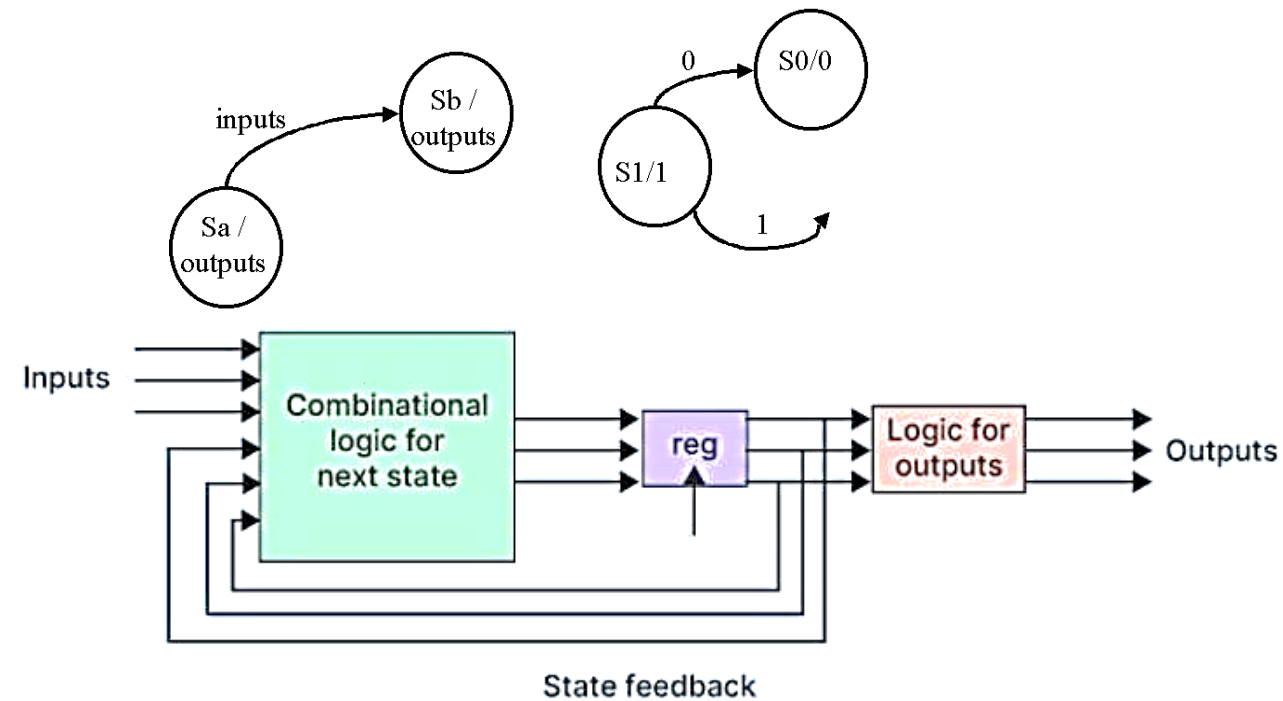 inputs
Sb /
outputs
Sa /
outputs
0
S0/0
S1/1
1
Inputs
Combinational
logic for
next state
reg
Logic for
outputs
Outputs
State feedback